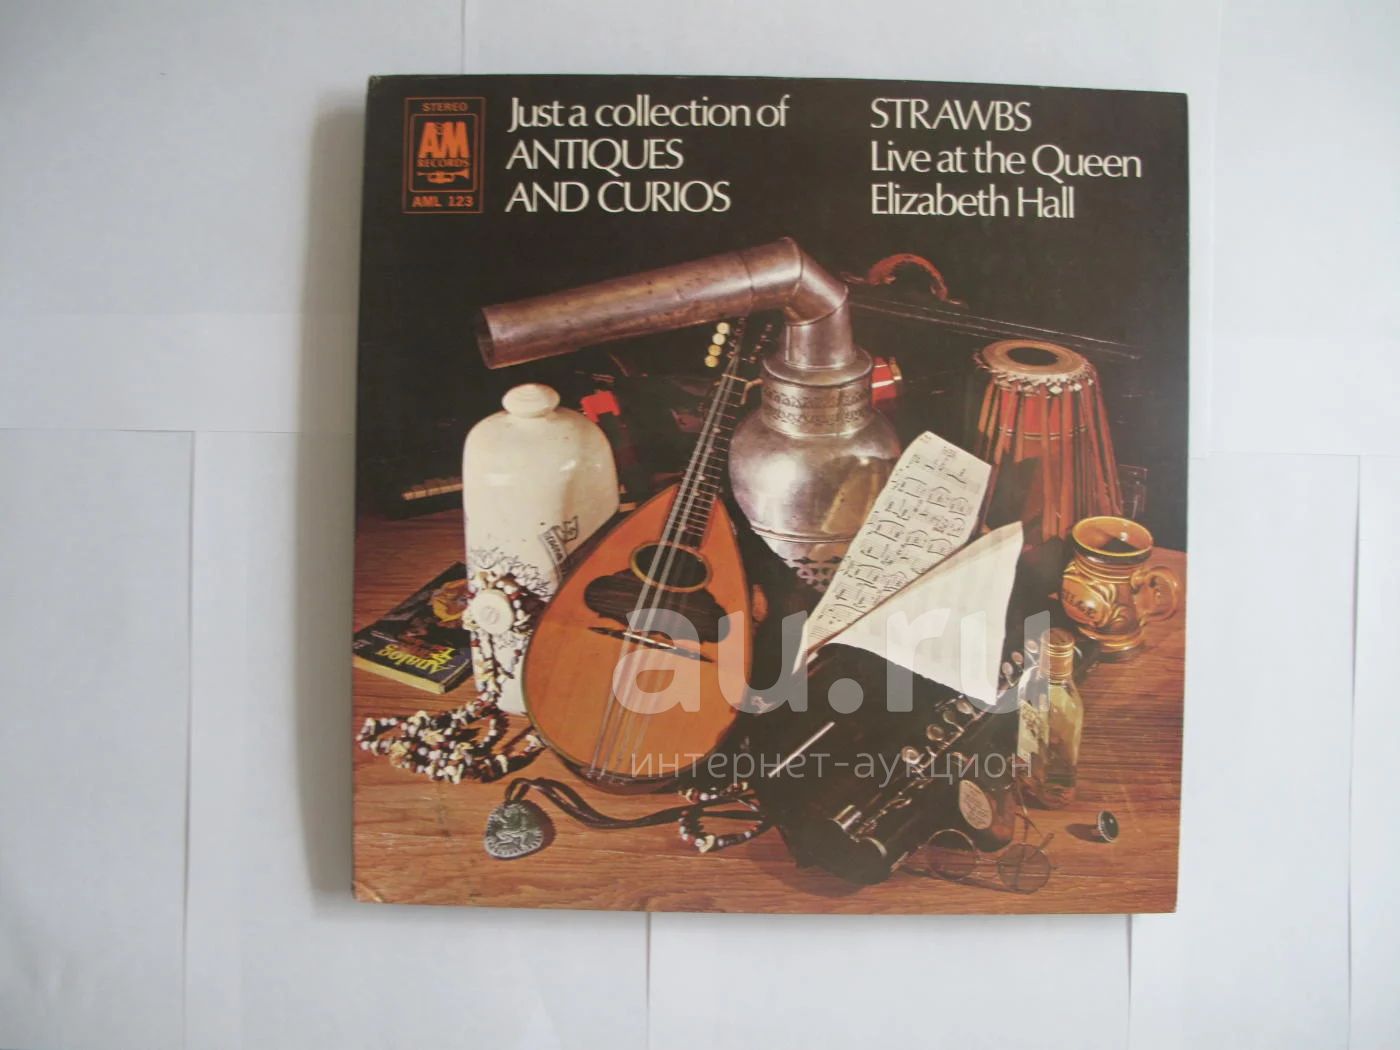 STEREO
A&M
RECORDS
AML 123
Just a collection of
ANTIQUES
AND CURIOS
STRAWBS
Live at the Queen
Elizabeth Hall
Analog
au.ru
интернет-аукцион